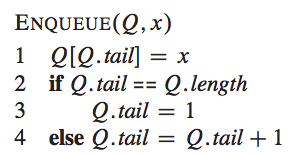 ENQUEUE(Q, x)
1 Q[Q.tail] = x
2 if Q.tail == Q.length
3 Q.tail = 1
4 else Q.tail = Q.tail + 1